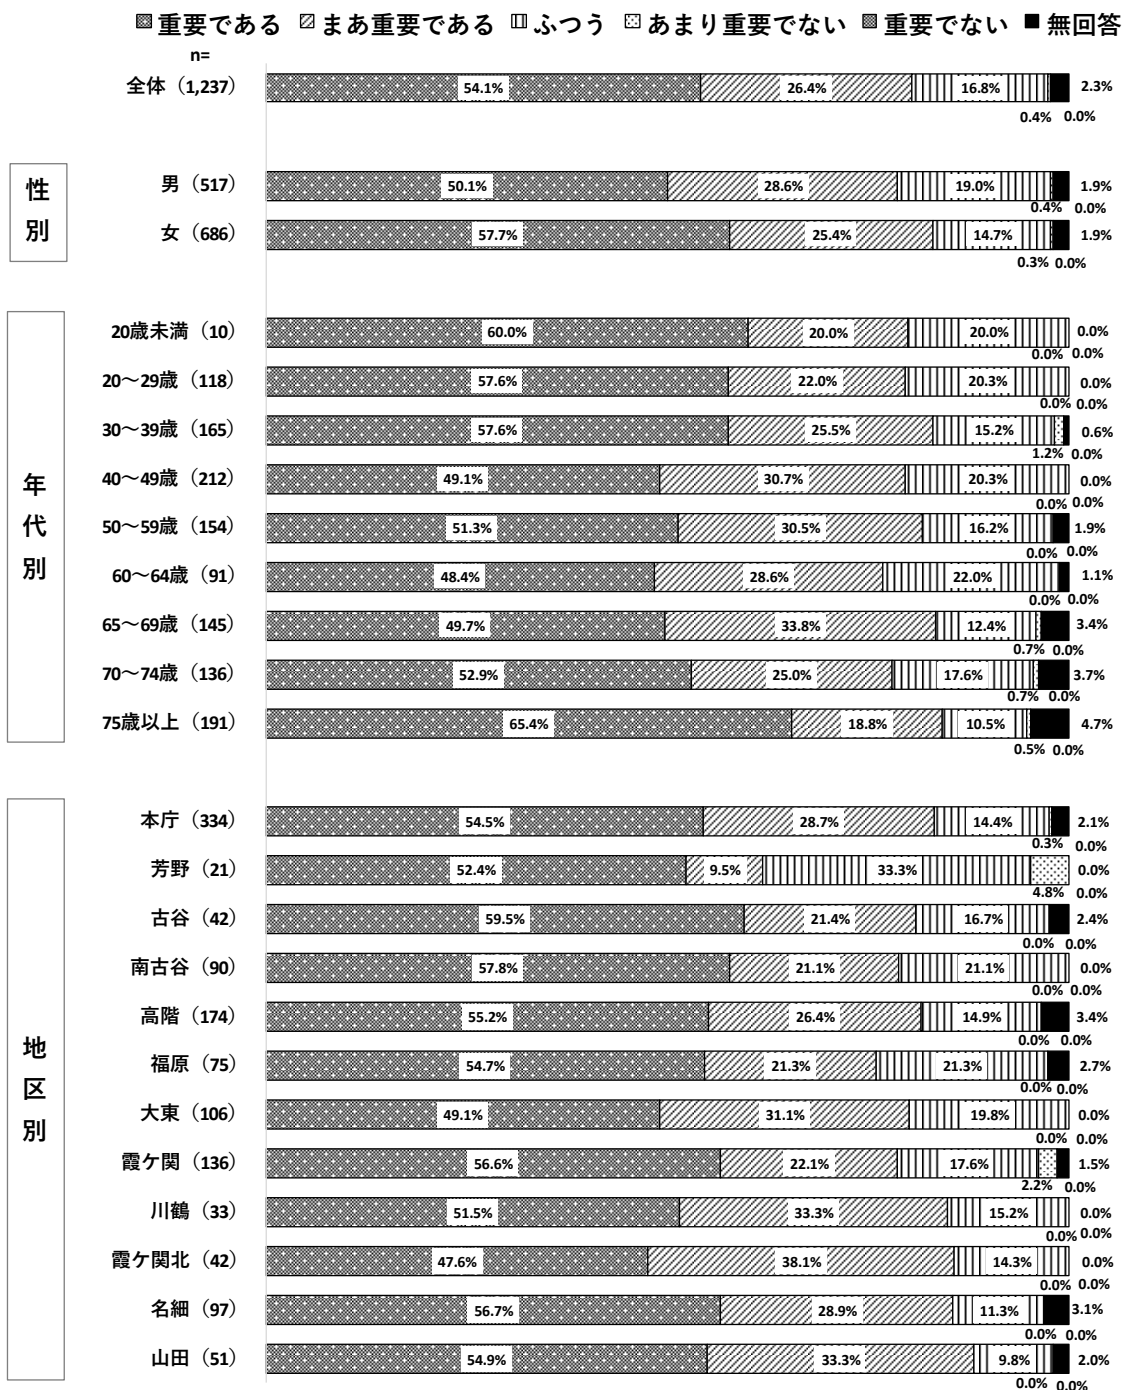 重要である まあ重要である ふつう あまり重要でない 重要でない 無回答
n=
全体（1,237） 54.1% 26.4% 16.8% 2.3%
0.4% 0.0%
性別
男（517） 50.1% 28.6% 19.0% 1.9%
0.4% 0.0%
女（686） 57.7% 25.4% 14.7% 1.9%
0.3% 0.0%
年代別
20歳未満（10） 60.0% 20.0% 20.0% 0.0%
0.0% 0.0%
20～29歳（118） 57.6% 22.0% 20.3% 0.0%
0.0% 0.0%
30～39歳（165） 57.6% 25.5% 15.2% 0.6%
1.2% 0.0%
40～49歳（212） 49.1% 30.7% 20.3% 0.0%
0.0% 0.0%
50～59歳（154） 51.3% 30.5% 16.2% 1.9%
0.0% 0.0%
60～64歳（91） 48.4% 28.6% 22.0% 1.1%
0.0% 0.0%
65～69歳（145） 49.7% 33.8% 12.4% 3.4%
0.7% 0.0%
70～74歳（136） 52.9% 25.0% 17.6% 3.7%
0.7% 0.0%
75歳以上（191） 65.4% 18.8% 10.5% 4.7%
0.5% 0.0%
地区別
本庁（334） 54.5% 28.7% 14.4% 2.1%
0.3% 0.0%
芳野（21） 52.4% 9.5% 33.3% 0.0%
4.8% 0.0%
古谷（42） 59.5% 21.4% 16.7% 2.4%
0.0% 0.0%
南古谷（90） 57.8% 21.1% 21.1% 0.0%
0.0% 0.0%
高階（174） 55.2% 26.4% 14.9% 3.4%
0.0% 0.0%
福原（75） 54.7% 21.3% 21.3% 2.7%
0.0% 0.0%
大東（106） 49.1% 31.1% 19.8% 0.0%
0.0% 0.0%
霞ケ関（136） 56.6% 22.1% 17.6% 1.5%
2.2% 0.0%
川鶴（33） 51.5% 33.3% 15.2% 0.0%
0.0% 0.0%
霞ケ関北（42） 47.6% 38.1% 14.3% 0.0%
0.0% 0.0%
名細（97） 56.7% 28.9% 11.3% 3.1%
0.0% 0.0%
山田（51） 54.9% 33.3% 9.8% 2.0%
0.0% 0.0%